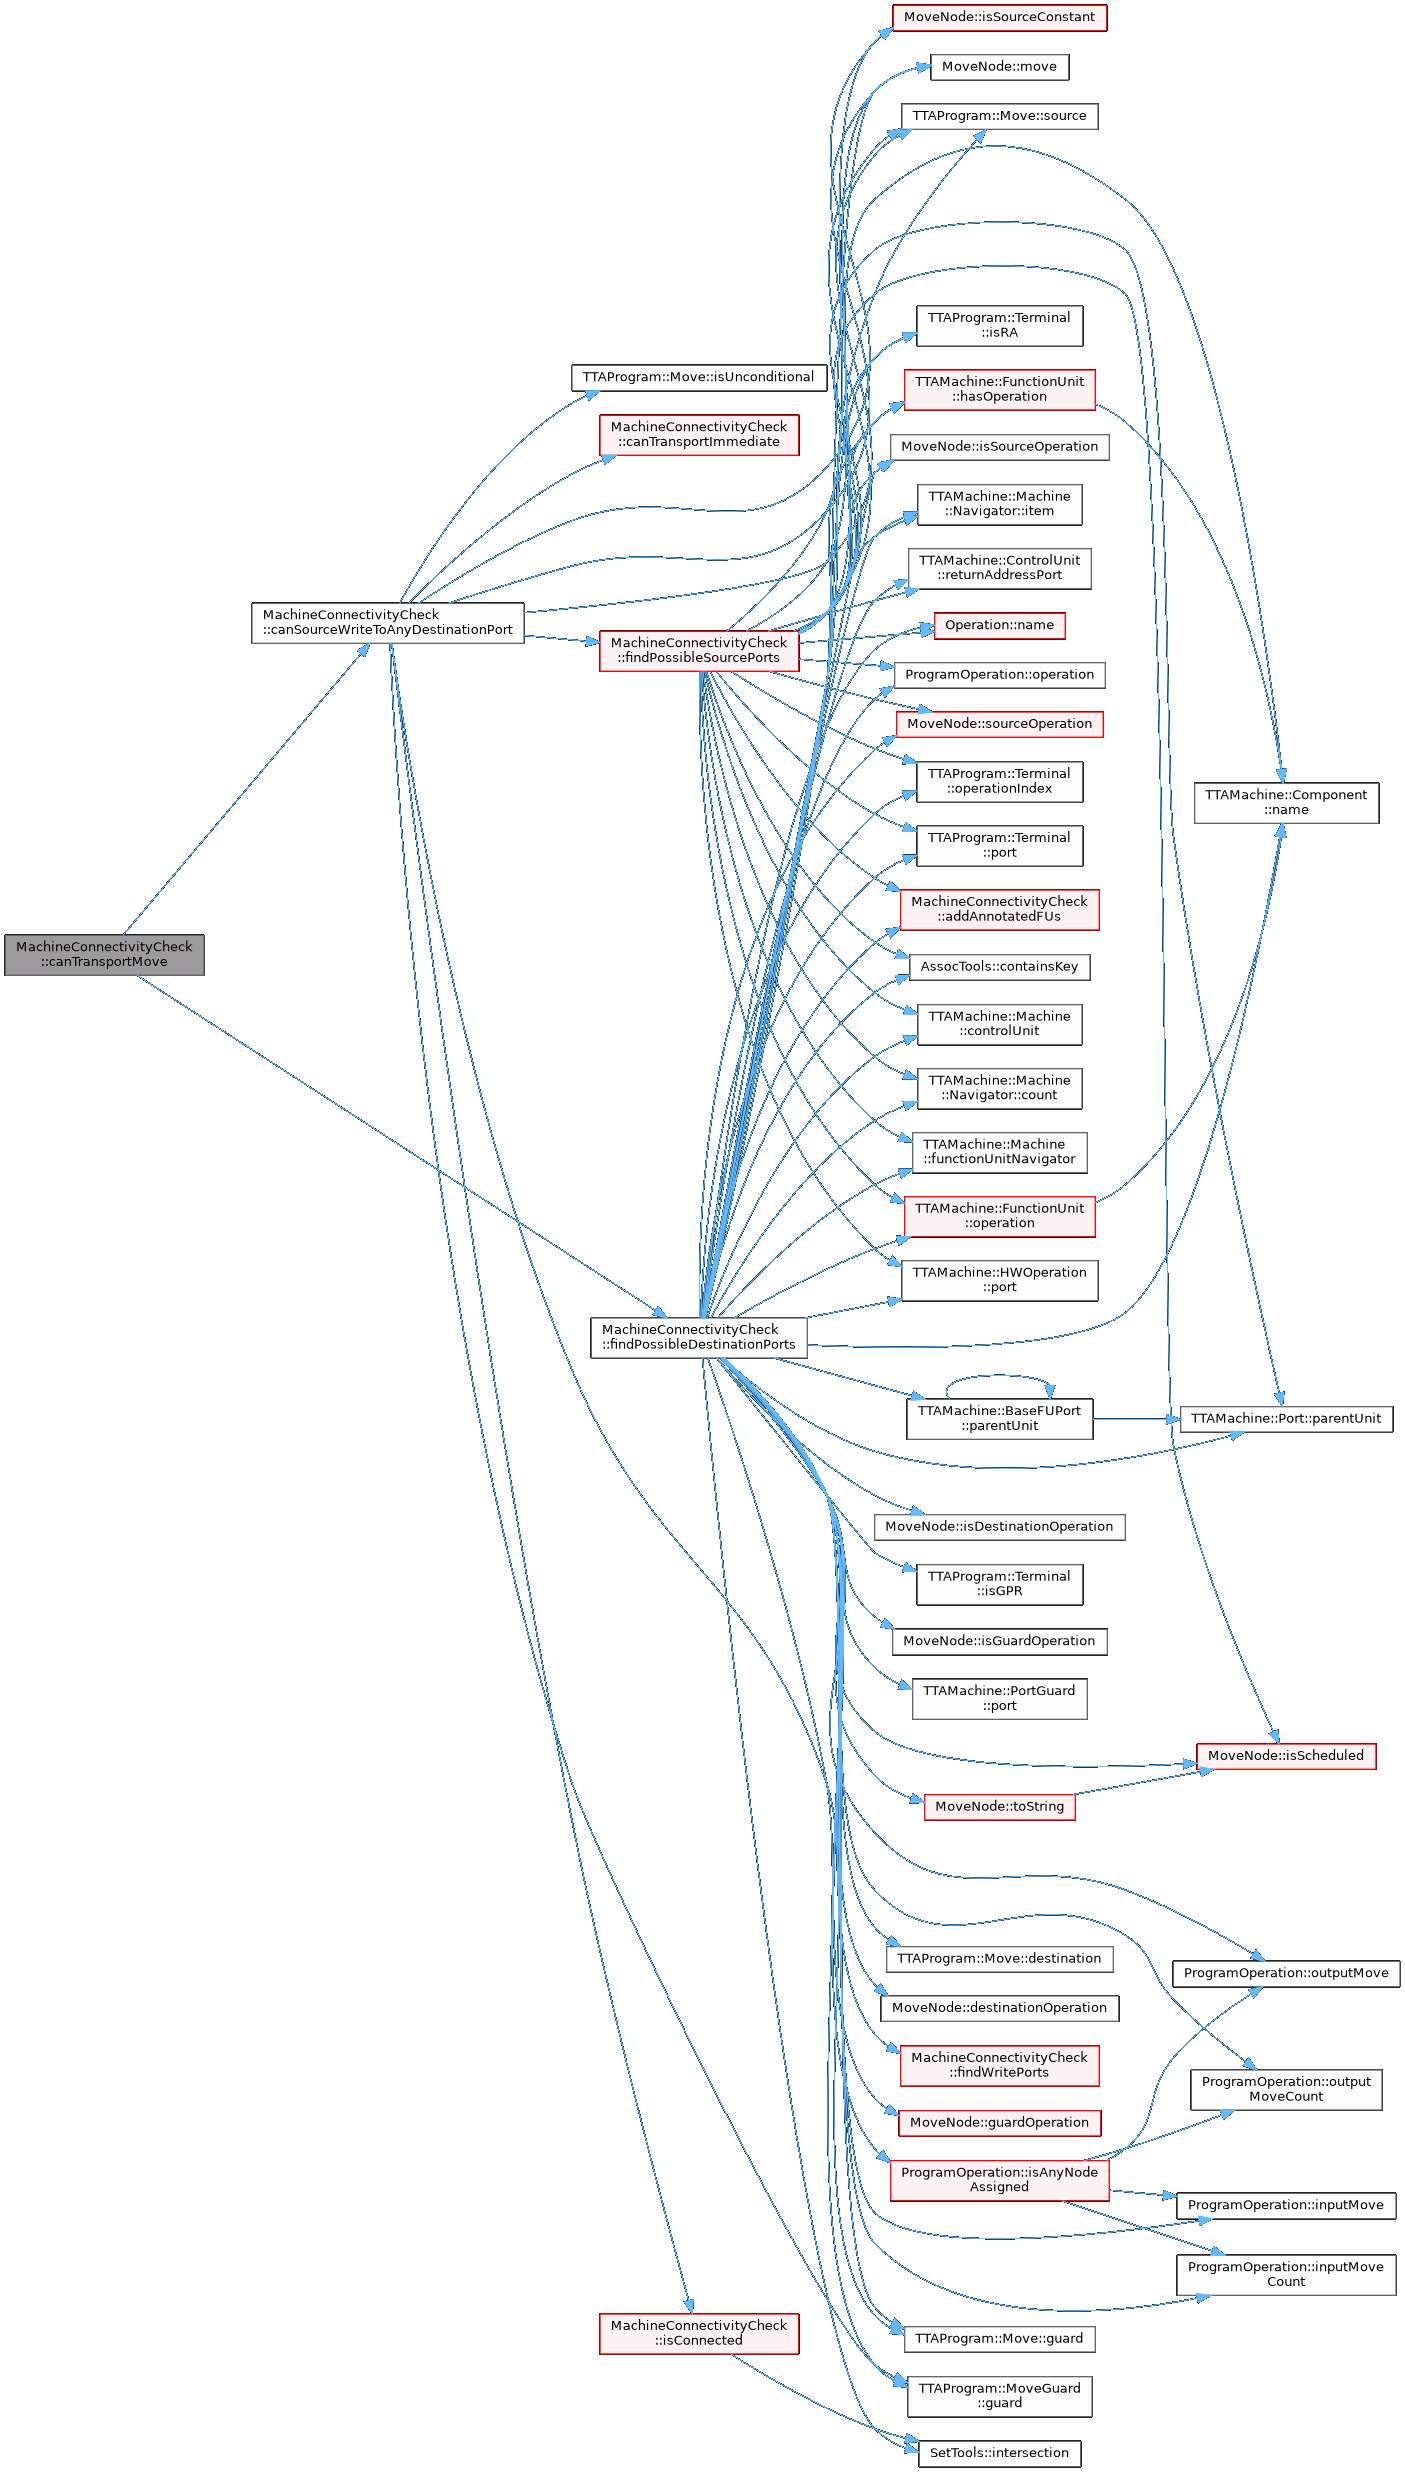 MoveNode::isSourceConstant
MoveNode::move
TTAProgram::Move::source
TTAProgram::Terminal
::isRA
TTAProgram::Move::isUnconditional
TTAMachine::FunctionUnit
::hasOperation
MachineConnectivityCheck
::canTransportImmediate
MoveNode::isSourceOperation
TTAMachine::Machine
::Navigator::item
TTAMachine::ControlUnit
::returnAddressPort
MachineConnectivityCheck
::canSourceWriteToAnyDestinationPort
Operation::name
MachineConnectivityCheck
::findPossibleSourcePorts
ProgramOperation::operation
MoveNode::sourceOperation
TTAProgram::Terminal
::operationIndex
TTAMachine::Component
::name
TTAProgram::Terminal
::port
MachineConnectivityCheck
::addAnnotatedFUs
MachineConnectivityCheck
::canTransportMove
AssocTools::containsKey
TTAMachine::Machine
::controlUnit
TTAMachine::Machine
::Navigator::count
TTAMachine::Machine
::functionUnitNavigator
TTAMachine::FunctionUnit
::operation
TTAMachine::HWOperation
::port
MachineConnectivityCheck
::findPossibleDestinationPorts
TTAMachine::BaseFUPort
::parentUnit
TTAMachine::Port::parentUnit
MoveNode::isDestinationOperation
TTAProgram::Terminal
::isGPR
MoveNode::isGuardOperation
TTAMachine::PortGuard
::port
MoveNode::isScheduled
MoveNode::toString
TTAProgram::Move::destination
ProgramOperation::outputMove
MoveNode::destinationOperation
MachineConnectivityCheck
::findWritePorts
ProgramOperation::output
MoveCount
MoveNode::guardOperation
ProgramOperation::isAnyNode
Assigned
ProgramOperation::inputMove
ProgramOperation::inputMove
Count
MachineConnectivityCheck
::isConnected
TTAProgram::Move::guard
TTAProgram::MoveGuard
::guard
SetTools::intersection